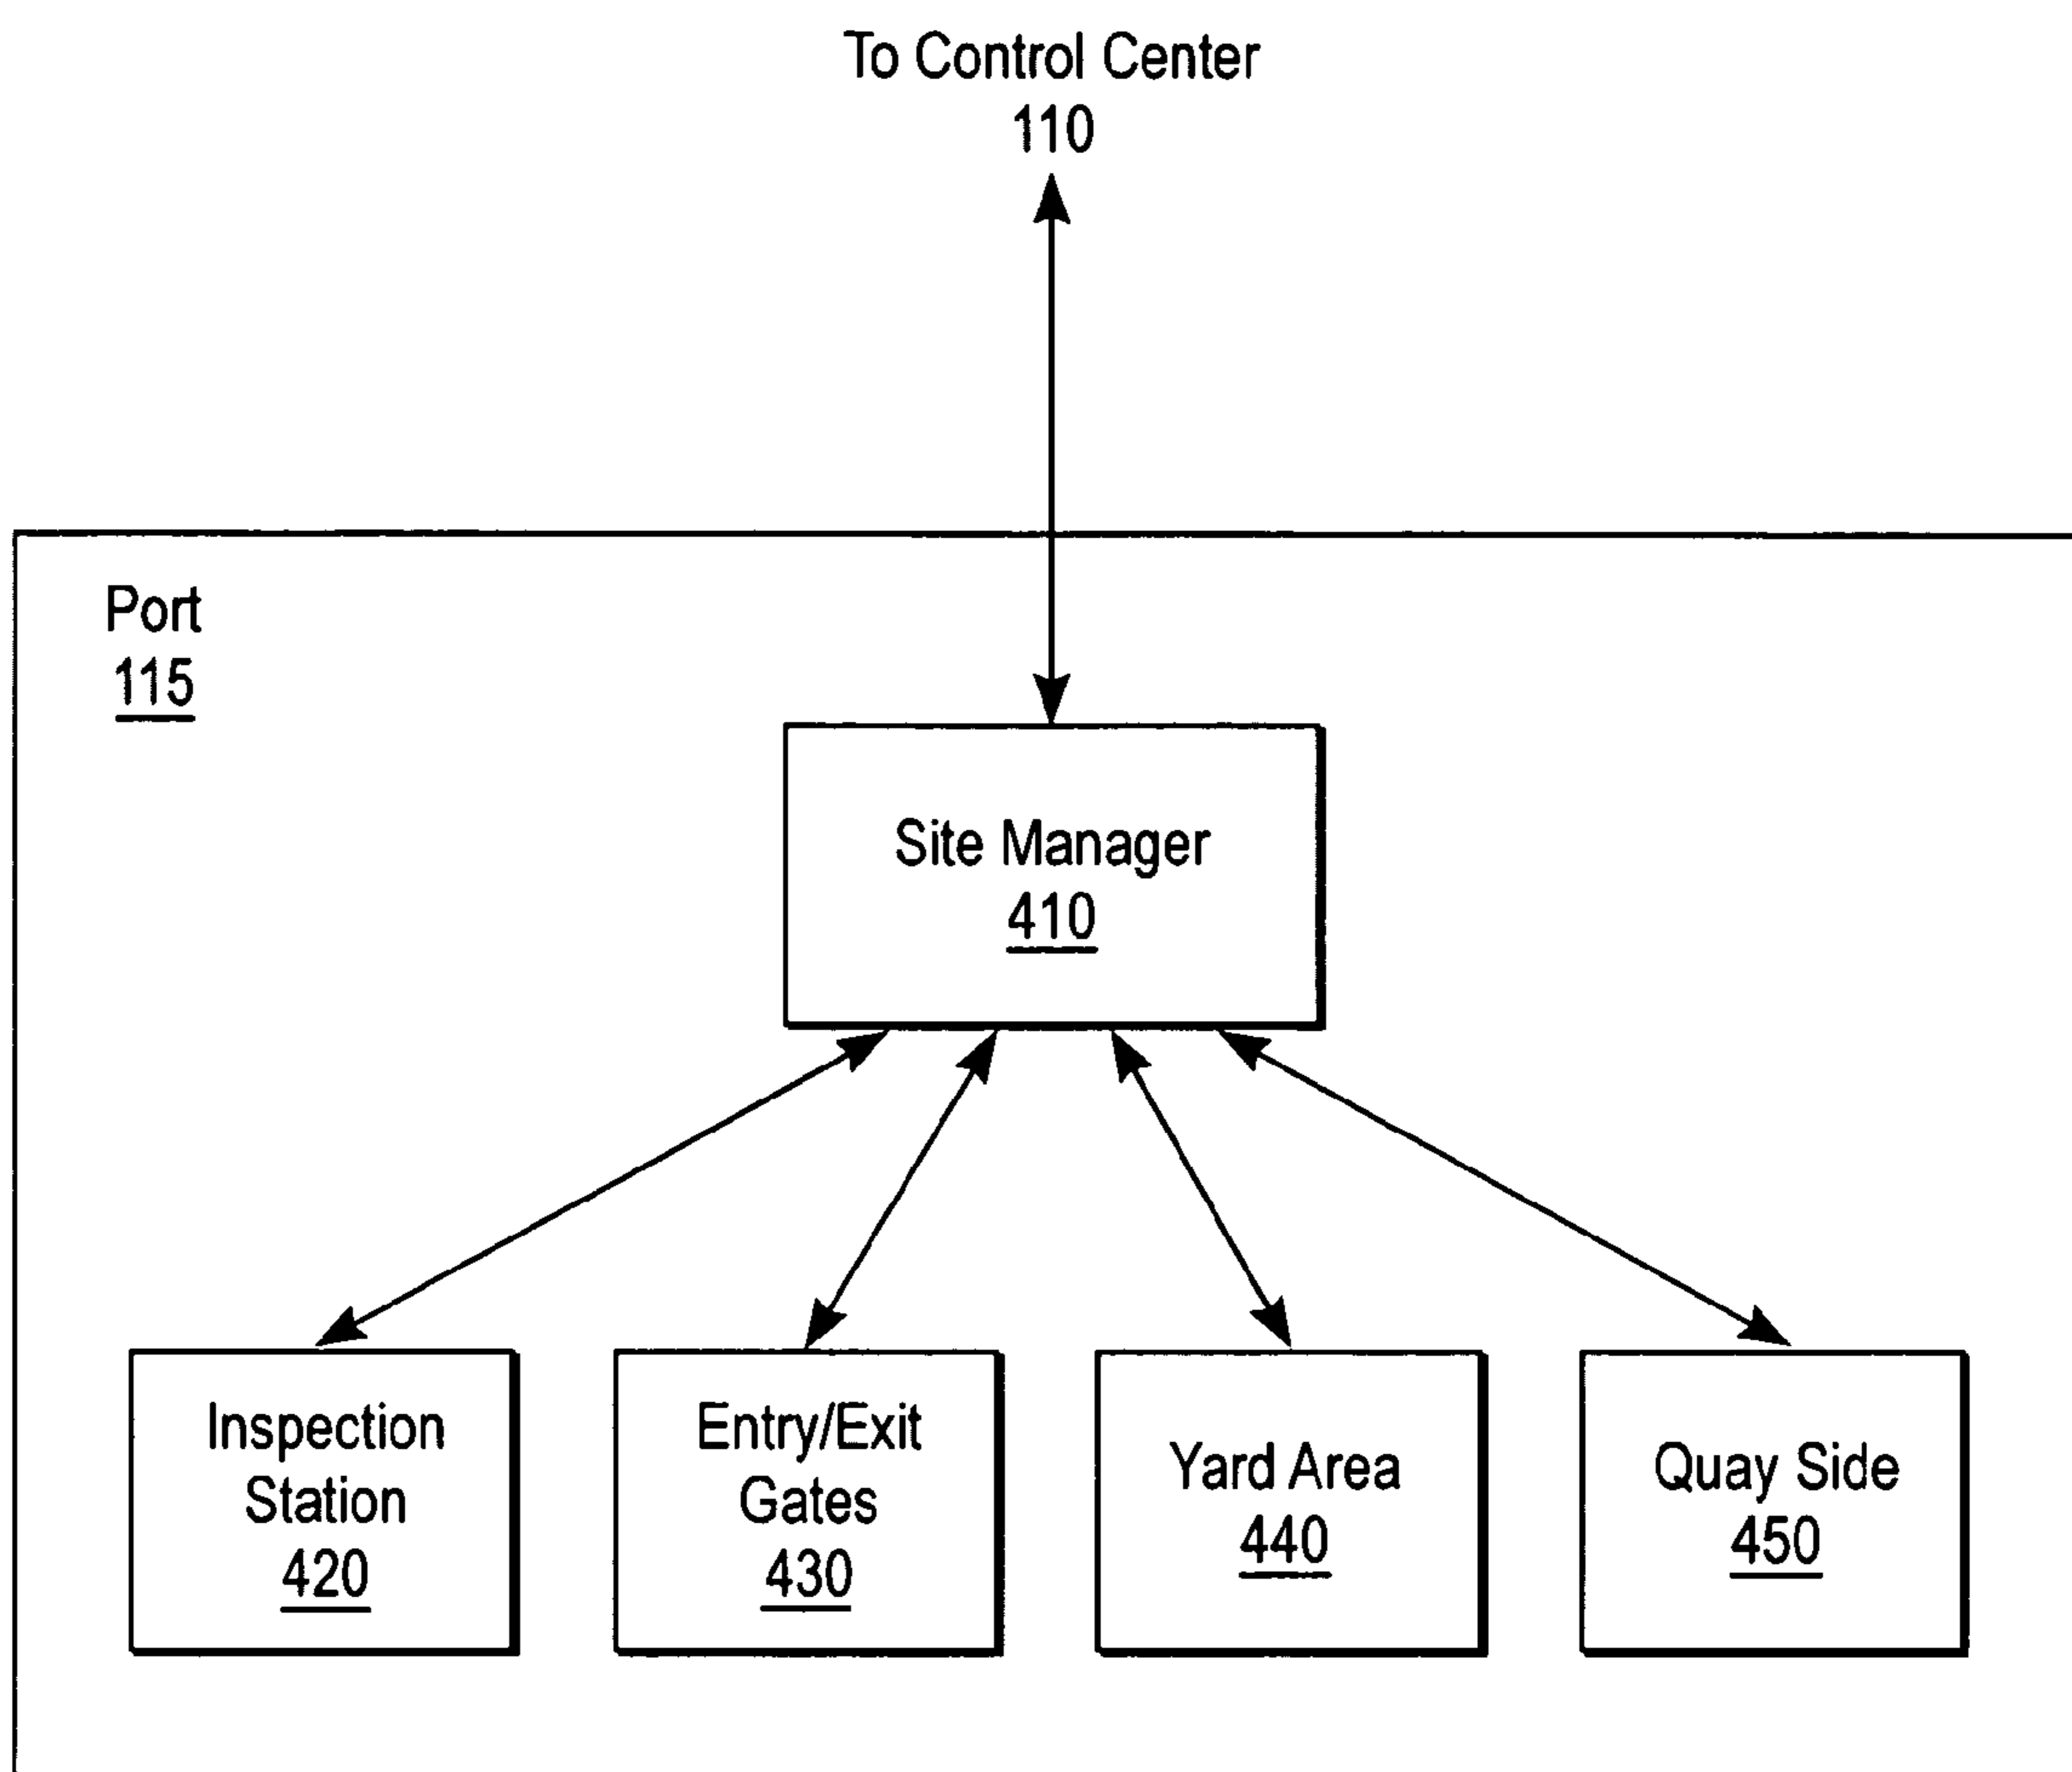 To Control Center
110
Port
115
Site Manager
410
Inspection
Station
420
Entry/Exit
Gates
430
Yard Area
440
Quay Side
450